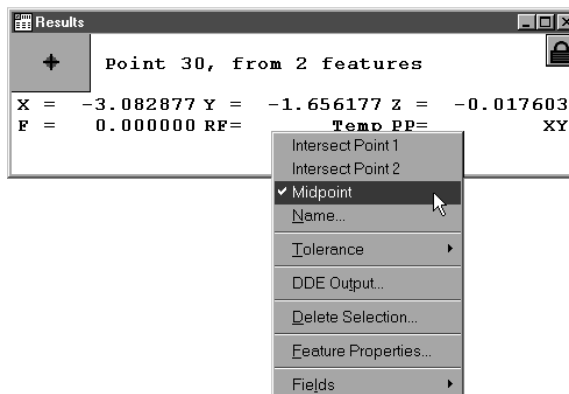 Results
Point 30, from 2 features
X = -3.082877 Y = -1.656177 Z = -0.017603
F = 0.000000 RF= Temp PP= XY
Intersect Point 1
Intersect Point 2
Midpoint
Name...
Tolerance
DDE Output...
Delete Selection...
Feature Properties...
Fields